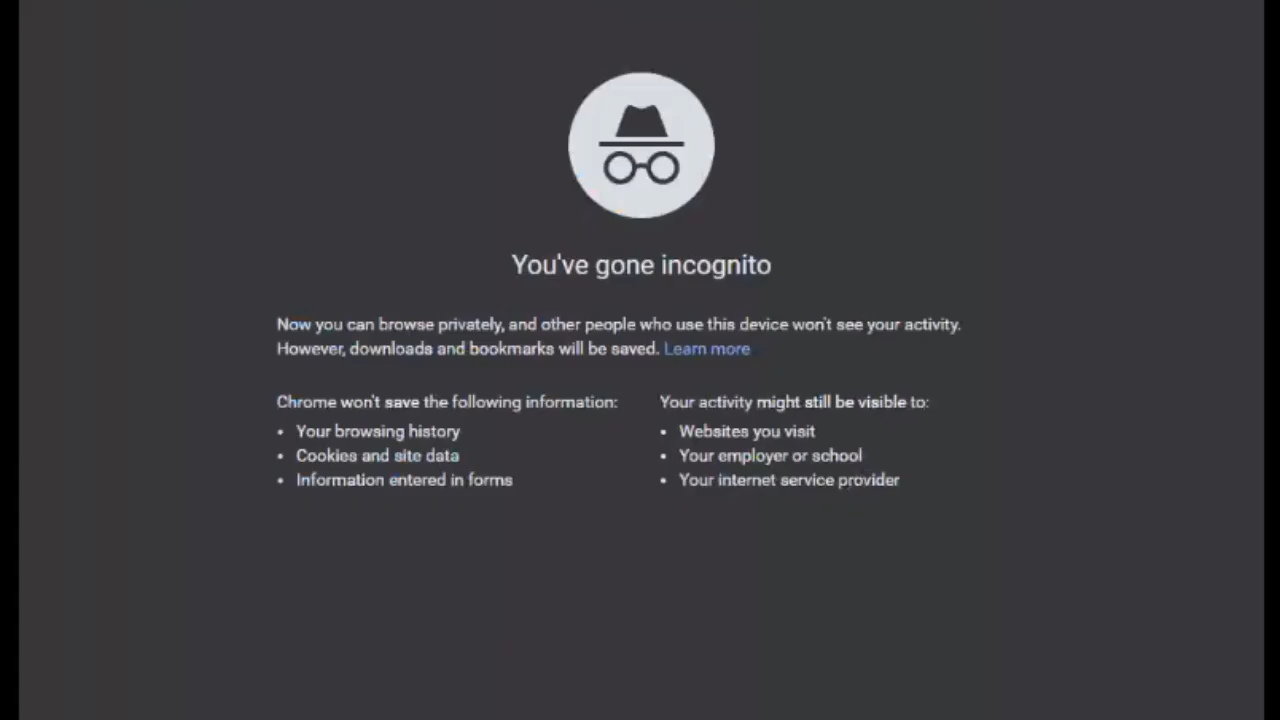 You've gone incognito
Now you can browse privately, and other people who use this device won't see your activity.
However, downloads and bookmarks will be saved. Learn more
Chrome won't save the following information:
• Your browsing history
• Cookies and site data
• Information entered in forms
Your activity might still be visible to:
• Websites you visit
• Your employer or school
• Your internet service provider